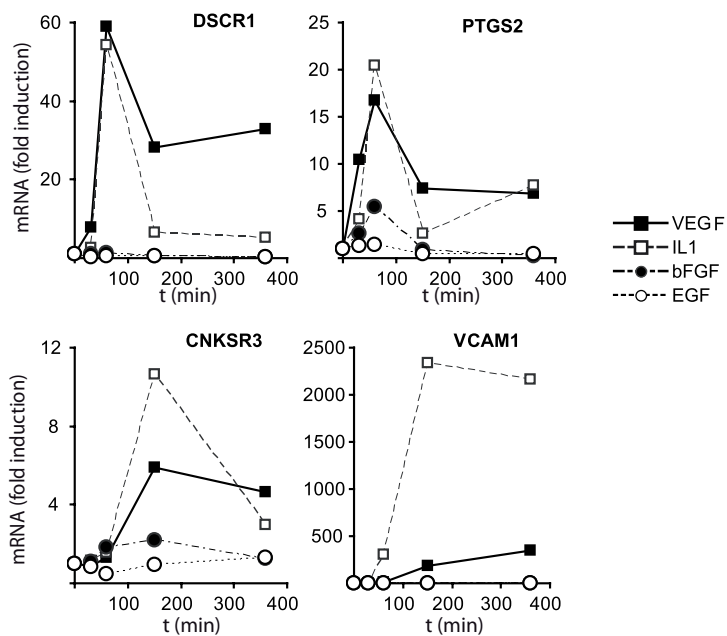 DSCR1
60
40
20
mRNA (fold induction)
100 200 300 400
t (min)
PTGS2
25
20
15
10
5
100 200 300 400
t (min)
VEGF
IL1
bFGF
EGF
CNKSR3
12
8
4
mRNA (fold induction)
100 200 300 400
t (min)
VCAM1
2500
2000
1500
1000
500
100 200 300 400
t (min)